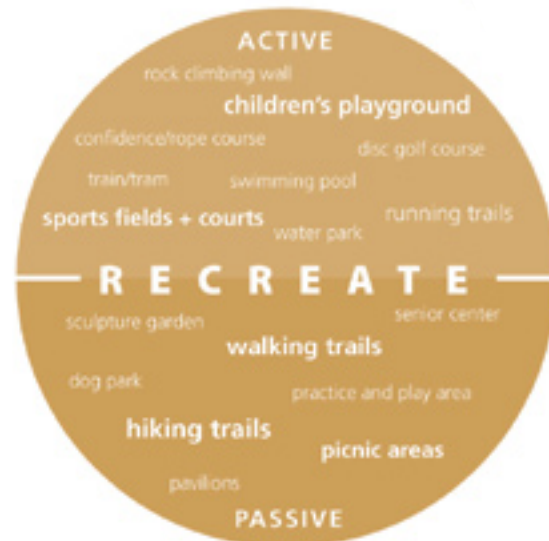 ACTIVE
rock climbing wall
children's playground
confidence/rope course
disc golf course
train/tram
swimming pool
sports fields + courts
running trails
water park
RECREATE
sculpture garden
senior center
walking trails
dog park
practice and play area
hiking trails
picnic areas
pavilions
PASSIVE